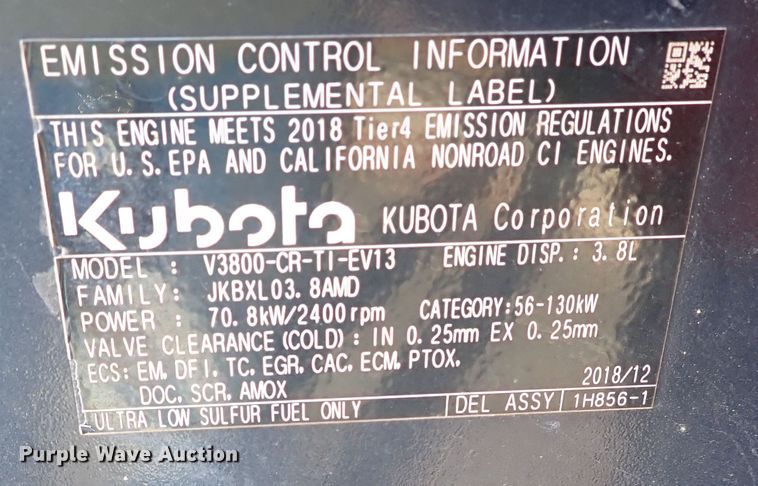 EMISSION CONTROL INFORMATION
(SUPPLEMENTAL LABEL)
THIS ENGINE MEETS 2018 Tier4 EMISSION REGULATIONS
FOR U.S.EPA AND CALIFORNIA NONROAD CI ENGINES.
Kubota KUBOTA Corporation
MODEL : V3800-CR-TI-EV13 ENGINE DISP.: 3.8L
FAMILY: JKBXL03.8AMD
POWER : 70.8kW/2400rpm CATEGORY:56-130kW
VALVE CLEARANCE(COLD): IN 0.25mm EX 0.25mm
ECS: EM, DFI, TC, EGR, CAC, ECM, PTOX,
DOC, SCR, AMOX 2018/12
ULTRA LOW SULFUR FUEL ONLY DEL ASSY 1H856-1
Purple Wave Auction